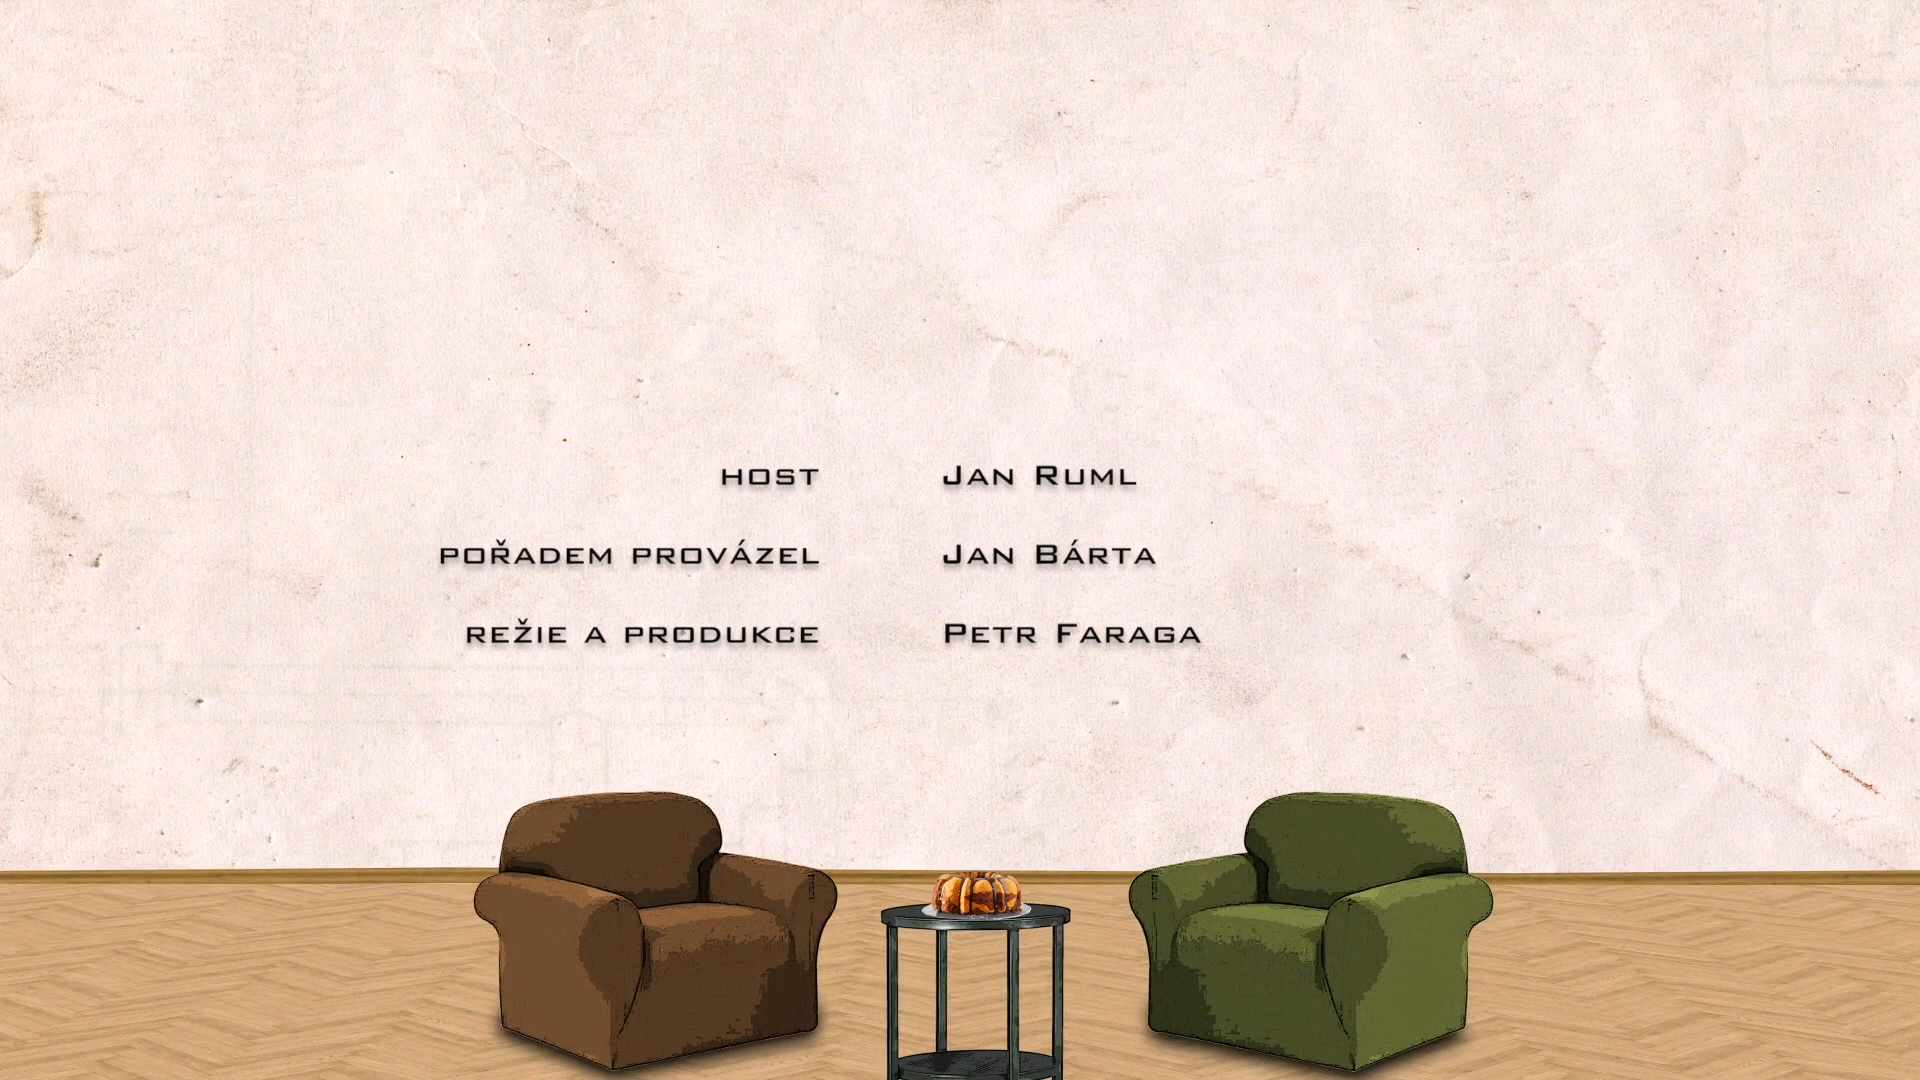 HOST JAN RUML
POŘADEM PROVÁZEL JAN BÁRTA
REŽIE A PRODUKCE PETR FARAGA